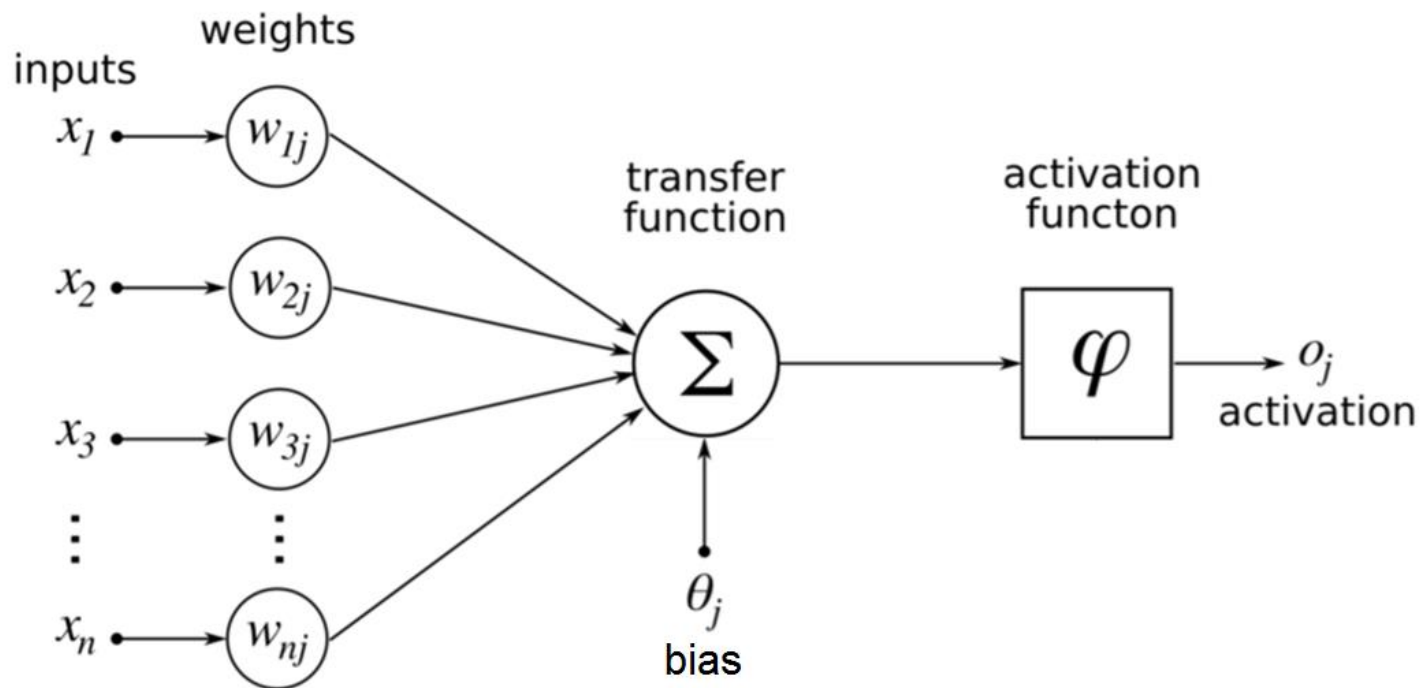 weights
inputs
x1 w1j
transfer
function
activation
functon
x2 w2j
Σ
φ
oj
activation
x3 w3j
⋮ ⋮
θj
bias
xn wnj